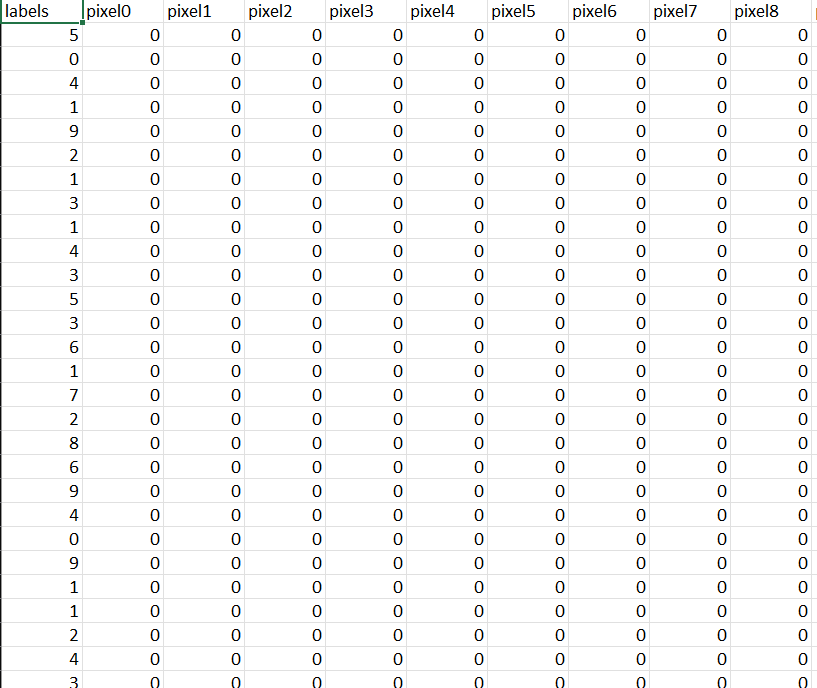 labels pixel0 pixel1 pixel2 pixel3 pixel4 pixel5 pixel6 pixel7 pixel8
5 0 0 0 0 0 0 0 0 0
0 0 0 0 0 0 0 0 0 0
4 0 0 0 0 0 0 0 0 0
1 0 0 0 0 0 0 0 0 0
9 0 0 0 0 0 0 0 0 0
2 0 0 0 0 0 0 0 0 0
1 0 0 0 0 0 0 0 0 0
3 0 0 0 0 0 0 0 0 0
1 0 0 0 0 0 0 0 0 0
4 0 0 0 0 0 0 0 0 0
3 0 0 0 0 0 0 0 0 0
5 0 0 0 0 0 0 0 0 0
3 0 0 0 0 0 0 0 0 0
6 0 0 0 0 0 0 0 0 0
1 0 0 0 0 0 0 0 0 0
7 0 0 0 0 0 0 0 0 0
2 0 0 0 0 0 0 0 0 0
8 0 0 0 0 0 0 0 0 0
6 0 0 0 0 0 0 0 0 0
9 0 0 0 0 0 0 0 0 0
4 0 0 0 0 0 0 0 0 0
0 0 0 0 0 0 0 0 0 0
9 0 0 0 0 0 0 0 0 0
1 0 0 0 0 0 0 0 0 0
1 0 0 0 0 0 0 0 0 0
2 0 0 0 0 0 0 0 0 0
4 0 0 0 0 0 0 0 0 0
3 0 0 0 0 0 0 0 0 0